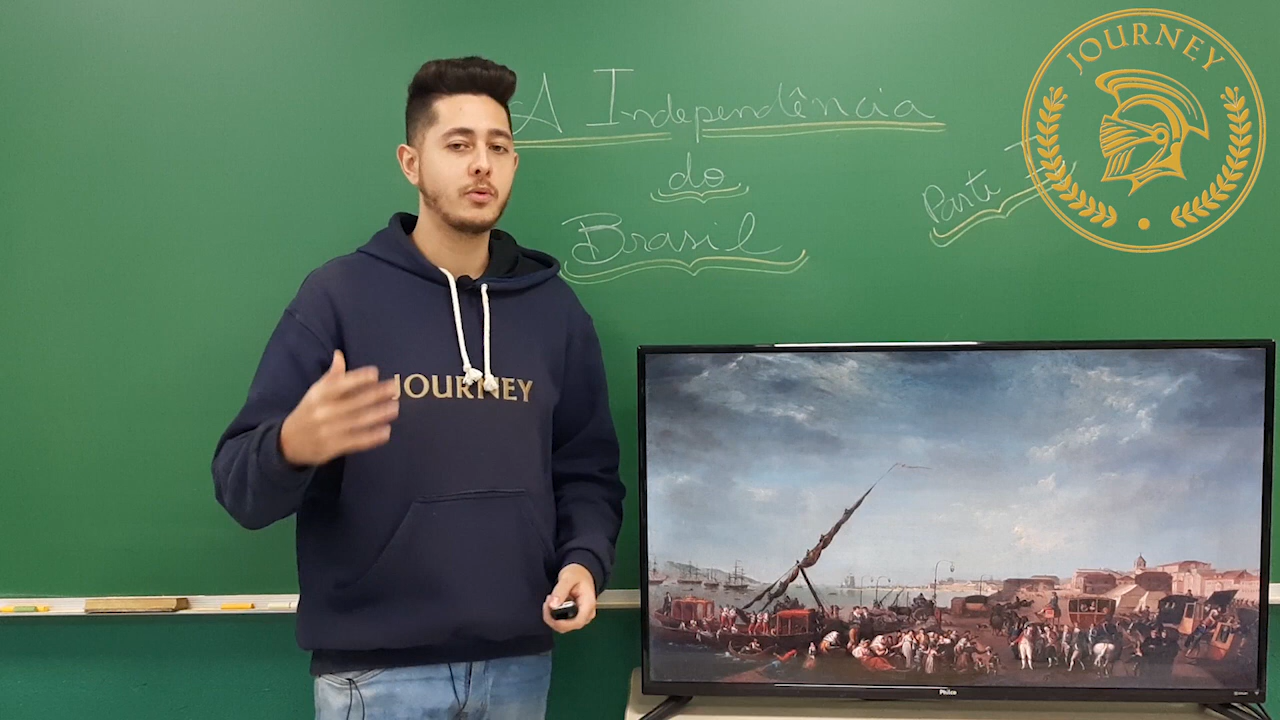 A Independência
do
Brasil
Parte
JOURNEY
JOURNEY
Philco